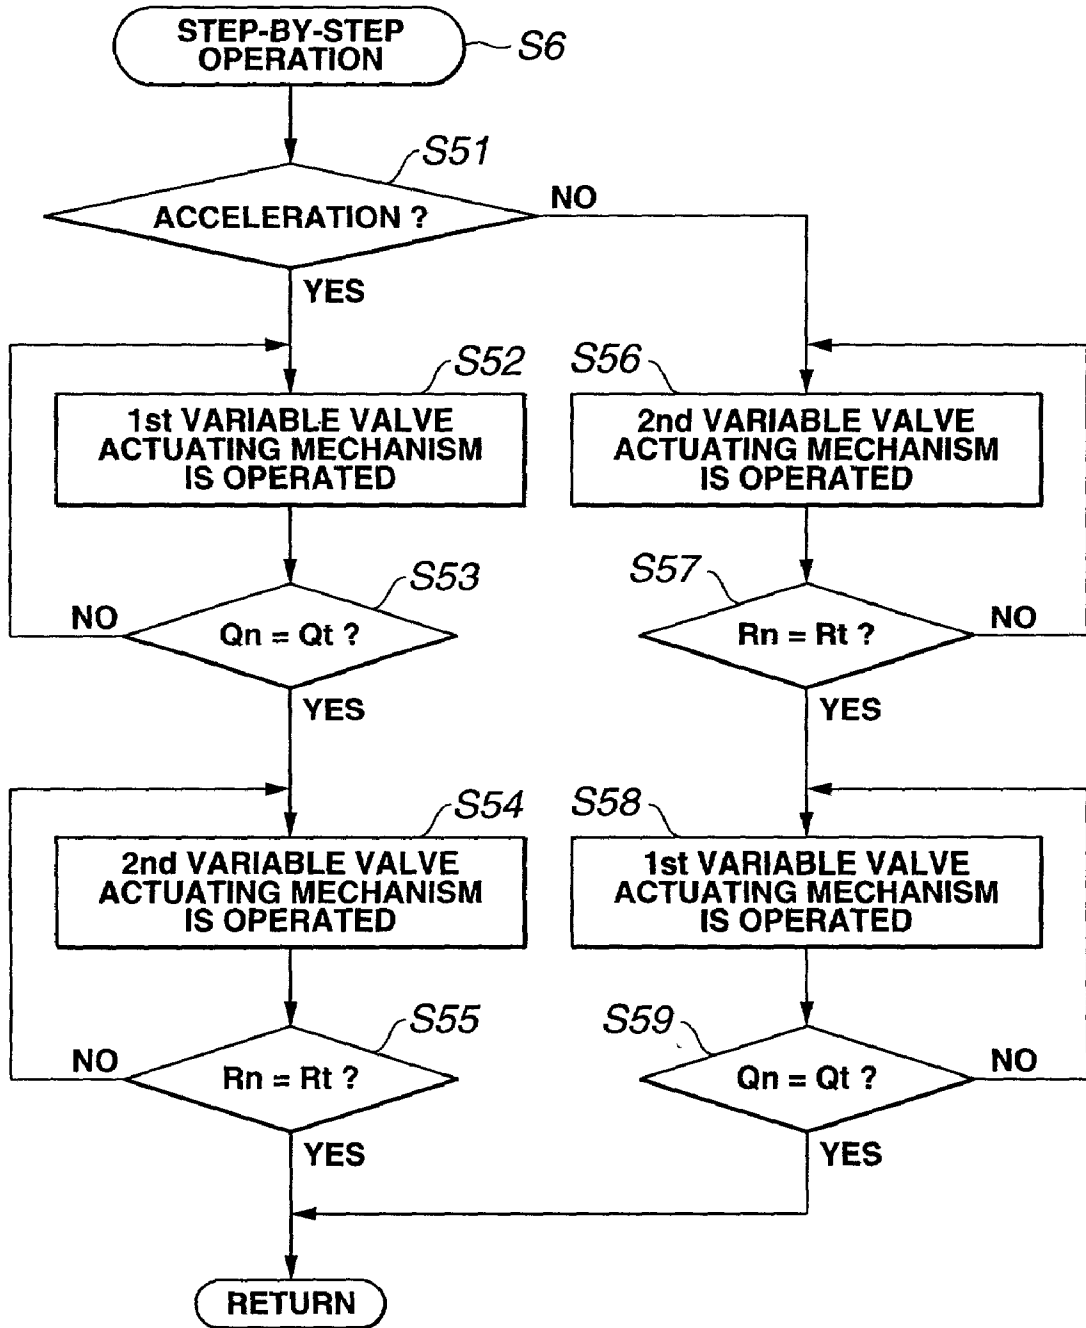 STEP-BY-STEP
OPERATION
S6
S51
ACCELERATION ?
NO
YES
S52
1st VARIABLE VALVE
ACTUATING MECHANISM
IS OPERATED
S53
NO
Qn = Qt ?
YES
S54
2nd VARIABLE VALVE
ACTUATING MECHANISM
IS OPERATED
S55
NO
Rn = Rt ?
YES
S56
2nd VARIABLE VALVE
ACTUATING MECHANISM
IS OPERATED
S57
Rn = Rt ?
NO
YES
S58
1st VARIABLE VALVE
ACTUATING MECHANISM
IS OPERATED
S59
Qn = Qt ?
NO
YES
RETURN